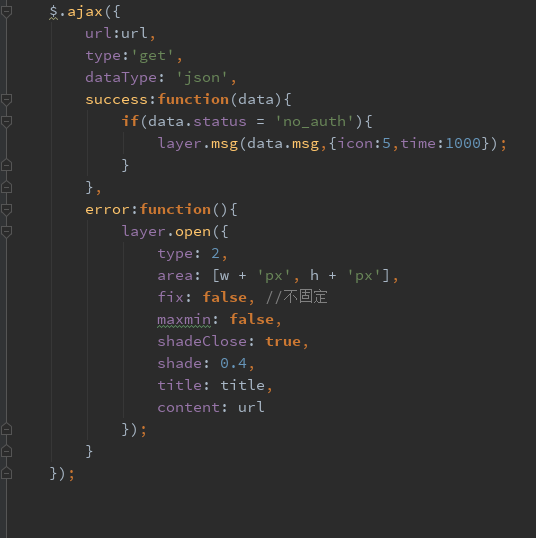 $.ajax({
url:url,
type:'get',
dataType: 'json',
success:function(data){
if(data.status = 'no_auth'){
layer.msg(data.msg,{icon:5,time:1000});
}
},
error:function(){
layer.open({
type: 2,
area: [w + 'px', h + 'px'],
fix: false, //不固定
maxmin: false,
shadeClose: true,
shade: 0.4,
title: title,
content: url
});
}
});